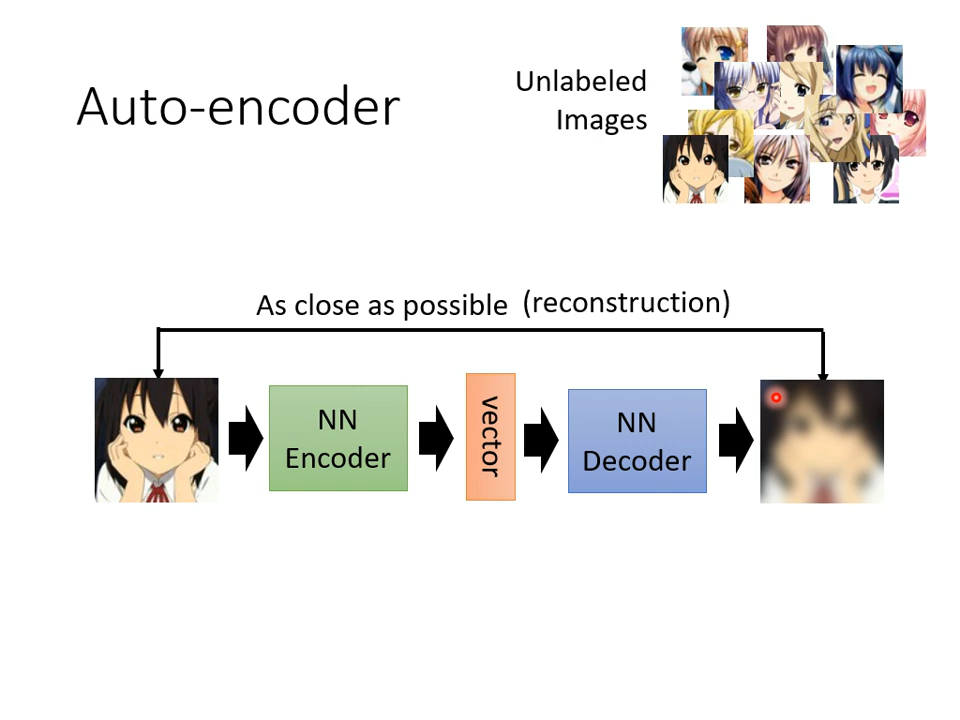 Auto-encoder
Unlabeled
Images
As close as possible (reconstruction)
NN
Encoder
vector
NN
Decoder